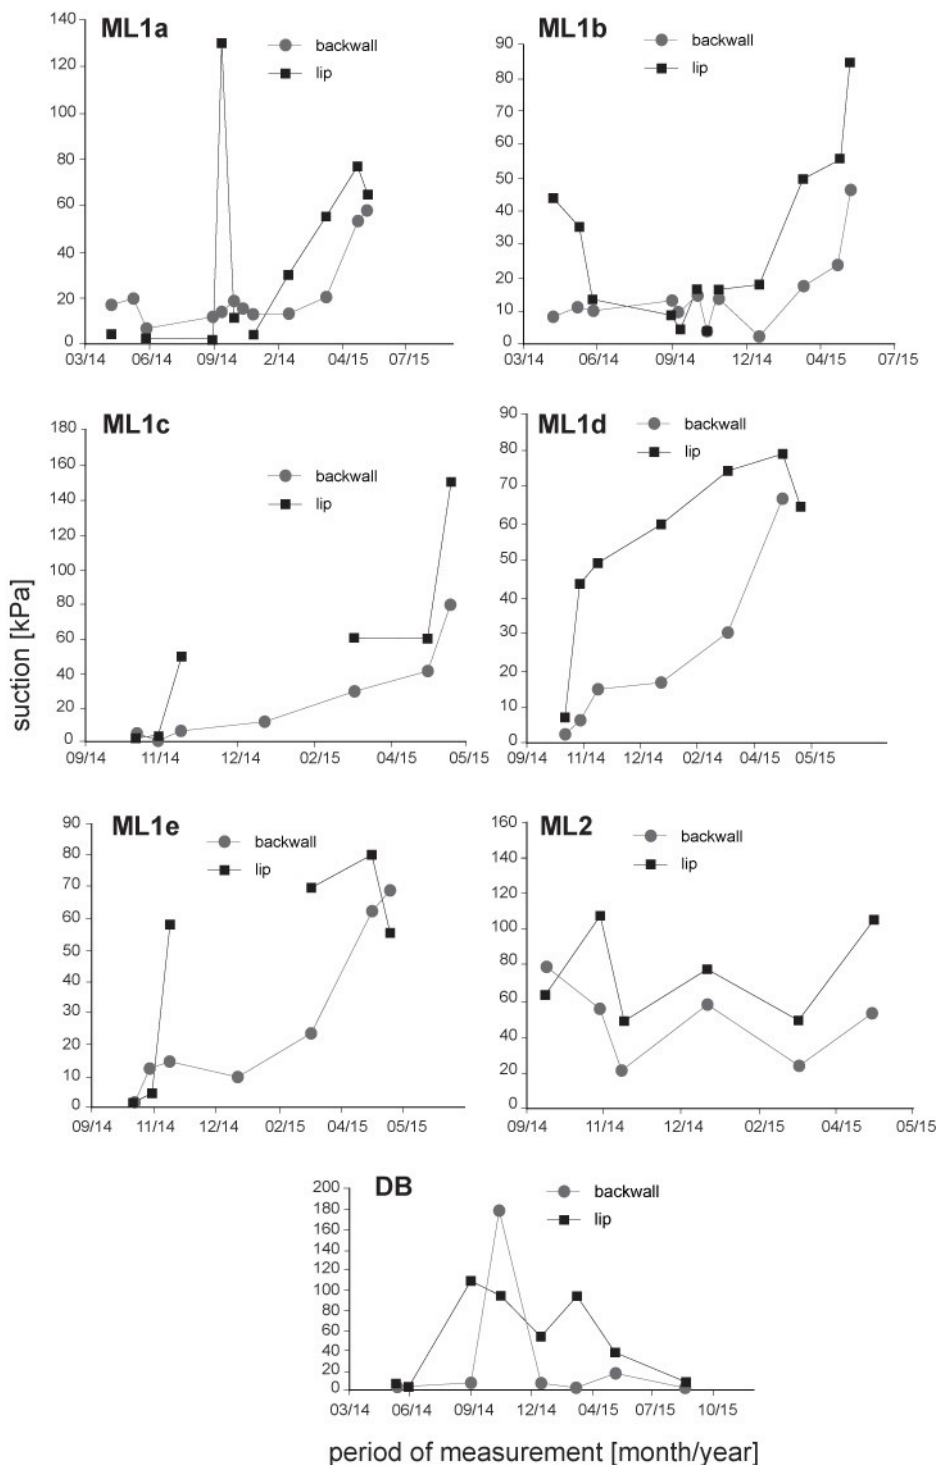 ML1a
backwall
lip
140
120
100
80
60
40
20
0
03/14 06/14 09/14 2/14 04/15 07/15
ML1b
backwall
lip
90
80
70
60
50
40
30
20
10
0
03/14 06/14 09/14 12/14 04/15 07/15
ML1c
backwall
lip
180
160
140
120
100
80
60
40
20
0
09/14 11/14 12/14 02/15 04/15 05/15
ML1d
backwall
lip
90
80
70
60
50
40
30
20
10
0
09/14 11/14 12/14 02/15 04/15 05/15
suction [kPa]
ML1e
backwall
lip
90
80
70
60
50
40
30
20
10
0
09/14 11/14 12/14 02/15 04/15 05/15
ML2
backwall
lip
160
140
120
100
80
60
40
20
0
09/14 11/14 12/14 02/15 04/15 05/15
DB
backwall
lip
200
180
160
140
120
100
80
60
40
20
0
03/14 06/14 09/14 12/14 04/15 07/15 10/15
period of measurement [month/year]